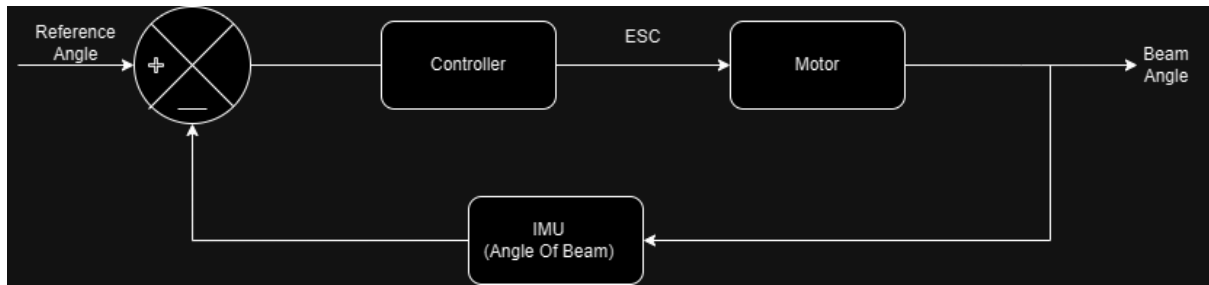 Reference
Angle
+
—
Controller
ESC
Motor
Beam
Angle
IMU
(Angle Of Beam)